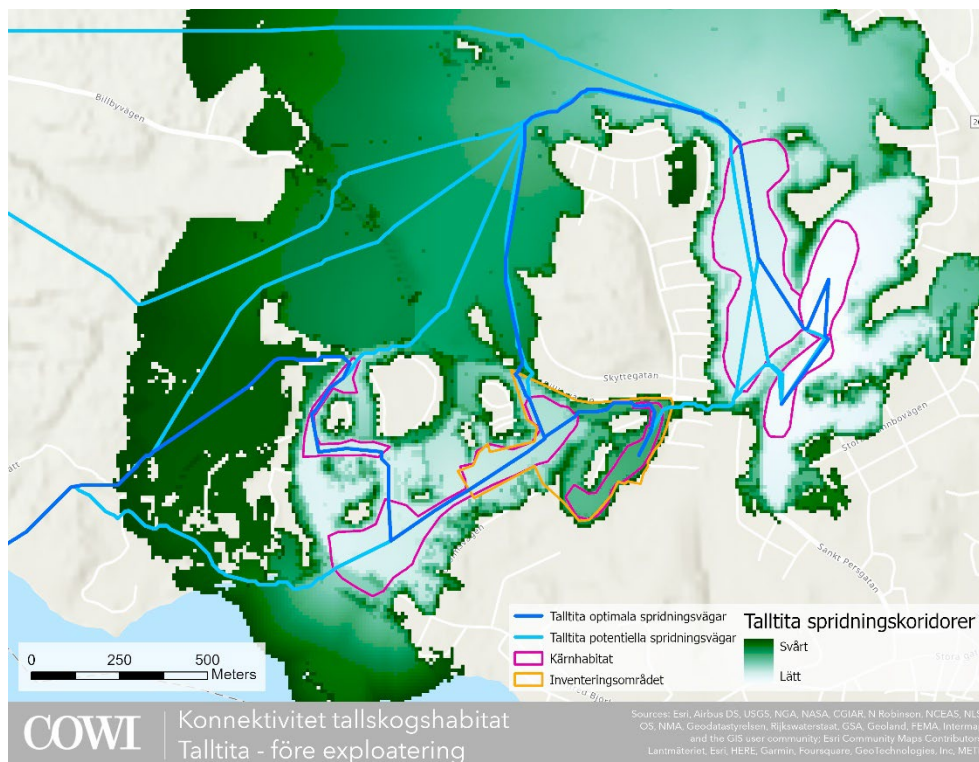 Billbyvägen
Skyttegatan
Sankt Persgatan
Talltita optimala spridningsvägar
Talltita potentiella spridningsvägar
Kärnhabitat
Inventeringsområdet
Talltita spridningskorridorer
Svårt
Lätt
0 250 500
Meters
COWI
Konnektivitet tallskogshabitat
Talltita - före exploatering
Sources: Esri, Airbus DS, USGS, NGA, NASA, CGIAR, N Robinson, NCEAS, NLS
OS, NMA, Geodatastyrelsen, Rijkswaterstaat, GSA, Geoland, FEMA, Intermap
and the GIS user community; Esri Community Maps Contributors
Lantmäteriet, Esri, HERE, Garmin, Foursquare, GeoTechnologies, Inc, METI